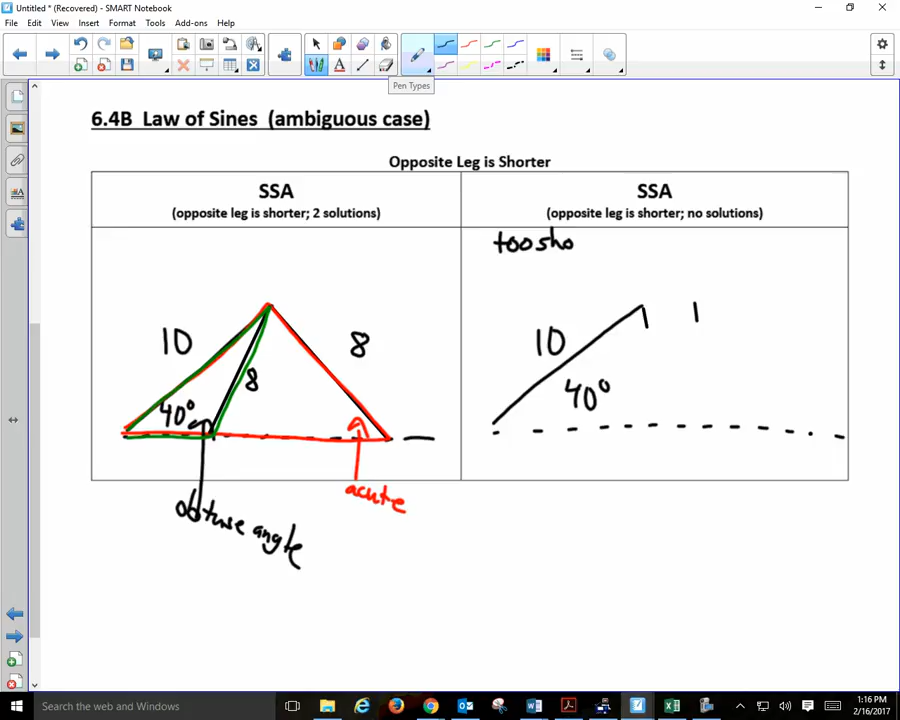 Untitled * (Recovered) - SMART Notebook
File Edit View Insert Format Tools Add-ons Help
Pen Types
6.4B Law of Sines (ambiguous case)
Opposite Leg is Shorter
SSA
(opposite leg is shorter; 2 solutions)
SSA
(opposite leg is shorter; no solutions)
too sho
10
8
8
40°
10
1
40°
acute
obtuse angle
Search the web and Windows
1:16 PM
2/16/2017